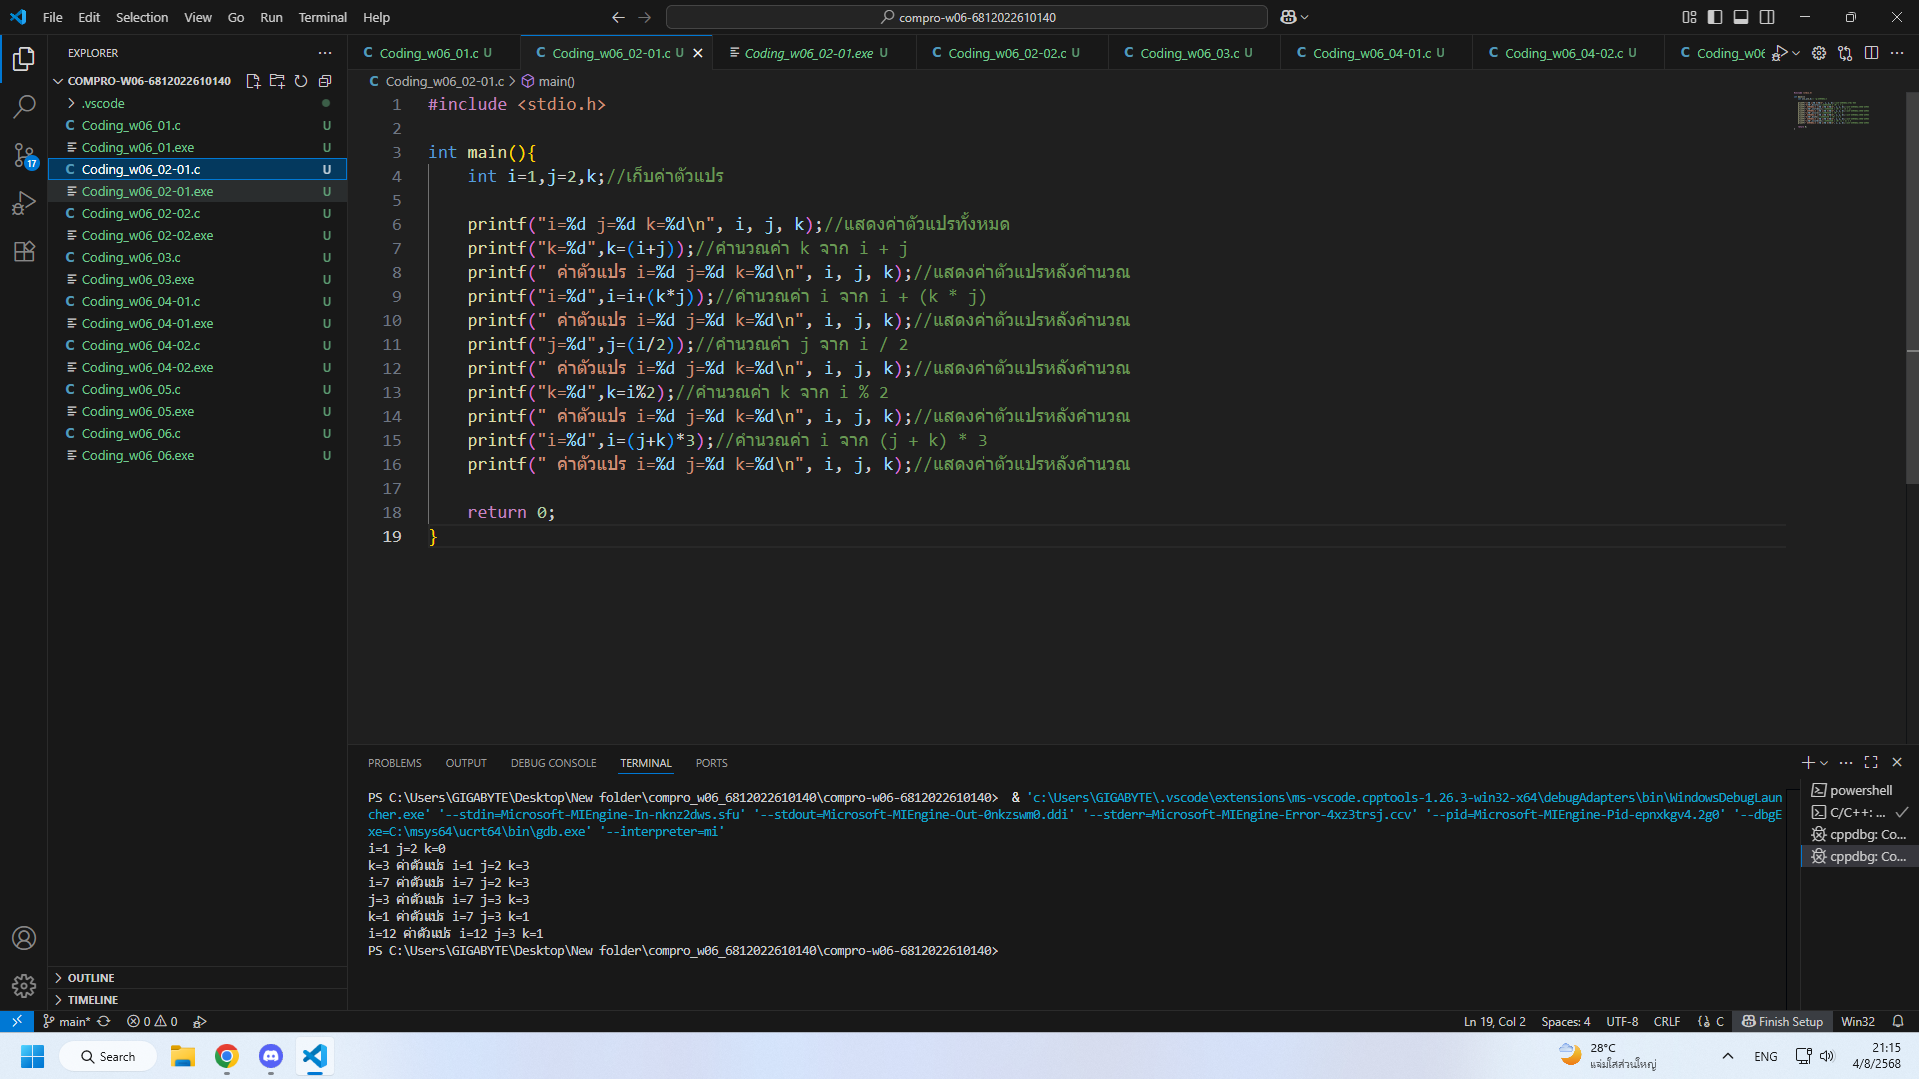 File Edit Selection View Go Run Terminal Help
compro-w06-6812022610140
EXPLORER
COMPRO-W06-6812022610140
.vscode
Coding_w06_01.c U
Coding_w06_01.exe U
Coding_w06_02-01.c U
Coding_w06_02-01.exe U
Coding_w06_02-02.c U
Coding_w06_02-02.exe U
Coding_w06_03.c U
Coding_w06_03.exe U
Coding_w06_04-01.c U
Coding_w06_04-01.exe U
Coding_w06_04-02.c U
Coding_w06_04-02.exe U
Coding_w06_05.c U
Coding_w06_05.exe U
Coding_w06_06.c U
Coding_w06_06.exe U
OUTLINE
TIMELINE
17
Coding_w06_01.c U Coding_w06_02-01.c U Coding_w06_02-01.exe U Coding_w06_02-02.c U Coding_w06_03.c U Coding_w06_04-01.c U Coding_w06_04-02.c U Coding_w06
Coding_w06_02-01.c > main()
1 #include <stdio.h>
2
3 int main(){
4 int i=1,j=2,k;//เก็บค่าตัวแปร
5
6 printf("i=%d j=%d k=%d\n", i, j, k);//แสดงค่าตัวแปรทั้งหมด
7 printf("k=%d",k=(i+j));//คำนวณค่า k จาก i + j
8 printf(" ค่าตัวแปร i=%d j=%d k=%d\n", i, j, k);//แสดงค่าตัวแปรหลังคำนวณ
9 printf("i=%d",i=i+(k*j));//คำนวณค่า i จาก i + (k * j)
10 printf(" ค่าตัวแปร i=%d j=%d k=%d\n", i, j, k);//แสดงค่าตัวแปรหลังคำนวณ
11 printf("j=%d",j=(i/2));//คำนวณค่า j จาก i / 2
12 printf(" ค่าตัวแปร i=%d j=%d k=%d\n", i, j, k);//แสดงค่าตัวแปรหลังคำนวณ
13 printf("k=%d",k=i%2);//คำนวณค่า k จาก i % 2
14 printf(" ค่าตัวแปร i=%d j=%d k=%d\n", i, j, k);//แสดงค่าตัวแปรหลังคำนวณ
15 printf("i=%d",i=(j+k)*3);//คำนวณค่า i จาก (j + k) * 3
16 printf(" ค่าตัวแปร i=%d j=%d k=%d\n", i, j, k);//แสดงค่าตัวแปรหลังคำนวณ
17
18 return 0;
19 }
PROBLEMS OUTPUT DEBUG CONSOLE TERMINAL PORTS
PS C:\Users\GIGABYTE\Desktop\New folder\compro_w06_6812022610140\compro-w06-6812022610140> & 'c:\Users\GIGABYTE\.vscode\extensions\ms-vscode.cpptools-1.26.3-win32-x64\debugAdapters\bin\WindowsDebugLaun
cher.exe' '--stdin=Microsoft-MIEngine-In-nknz2dws.sfu' '--stdout=Microsoft-MIEngine-Out-0nkzswm0.ddi' '--stderr=Microsoft-MIEngine-Error-4xz3trsj.ccv' '--pid=Microsoft-MIEngine-Pid-epnxkgv4.2g0' '--dbgE
xe=C:\msys64\ucrt64\bin\gdb.exe' '--interpreter=mi'
i=1 j=2 k=0
k=3 ค่าตัวแปร i=1 j=2 k=3
i=7 ค่าตัวแปร i=7 j=2 k=3
j=3 ค่าตัวแปร i=7 j=3 k=3
k=1 ค่าตัวแปร i=7 j=3 k=1
i=12 ค่าตัวแปร i=12 j=3 k=1
PS C:\Users\GIGABYTE\Desktop\New folder\compro_w06_6812022610140\compro-w06-6812022610140>
powershell
C/C++: ...
cppdbg: Co...
cppdbg: Co...
main* 0 0 Ln 19, Col 2 Spaces: 4 UTF-8 CRLF {} C Finish Setup Win32
Search
28°C
แจ่มใสส่วนใหญ่
ENG
21:15
4/8/2568